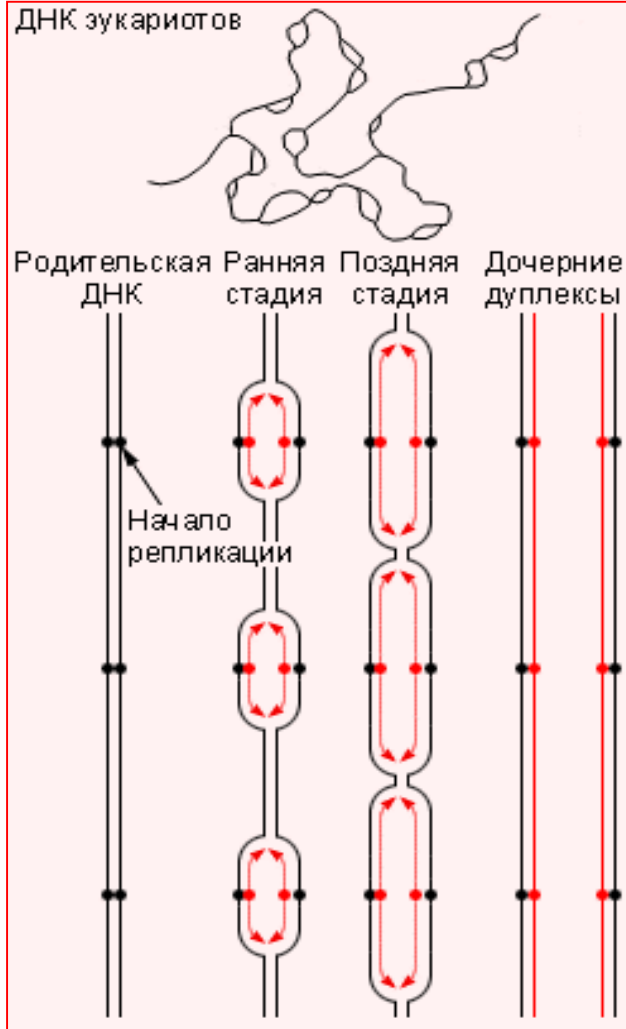 ДНК эукариотов
Родительская
ДНК
Ранняя
стадия
Поздняя
стадия
Дочерние
дуплексы
Начало
репликации